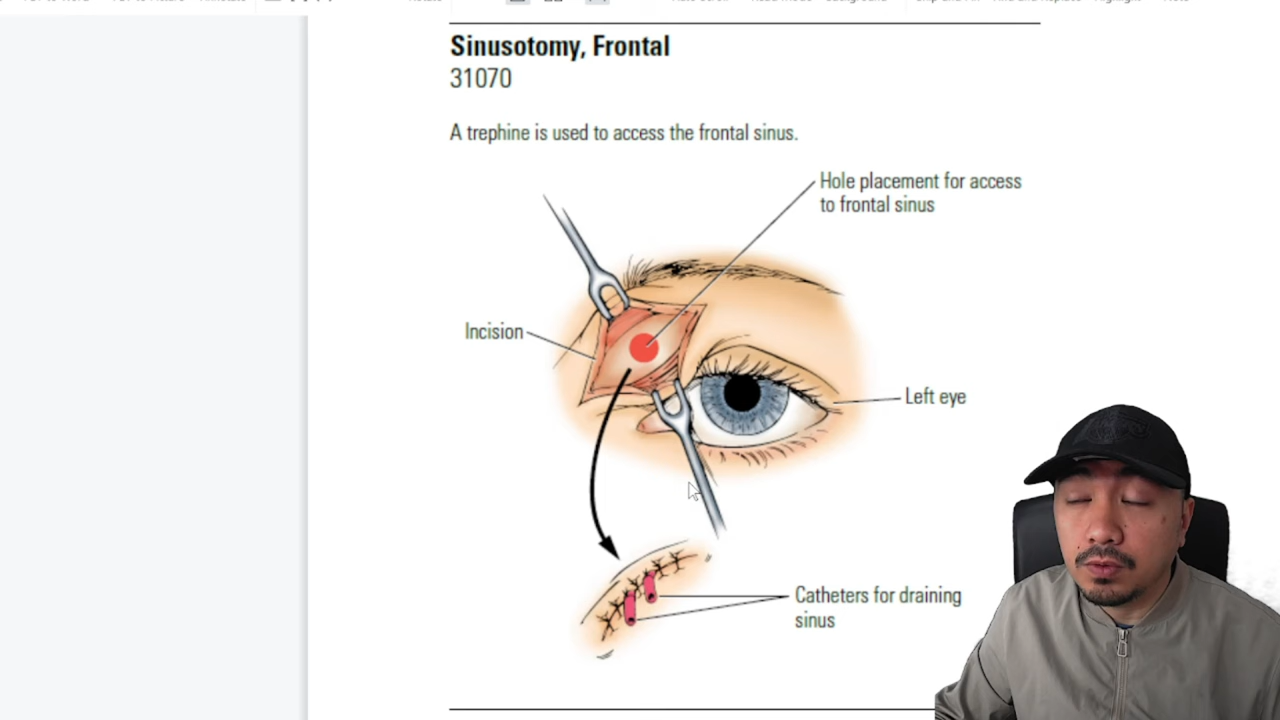 Sinusotomy, Frontal
31070
A trephine is used to access the frontal sinus.
Hole placement for access
to frontal sinus
Incision
Left eye
Catheters for draining
sinus